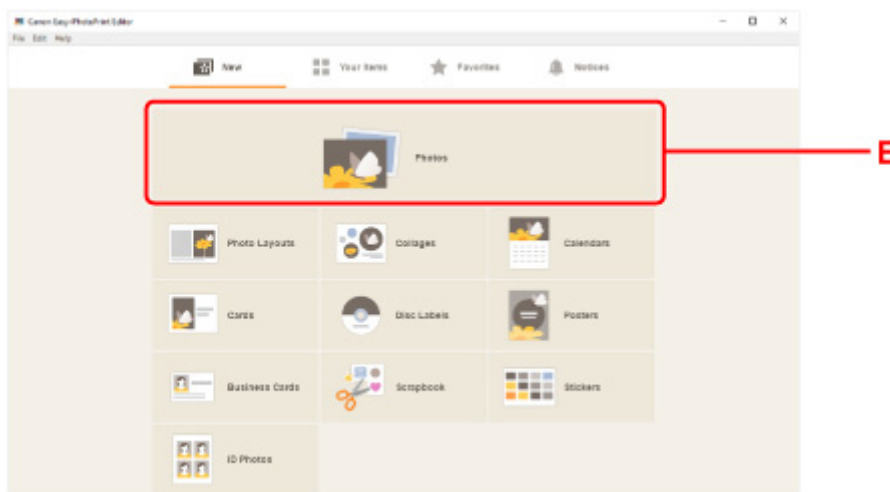 Canon Easy-PhotoPrint Editor
File Edit Help
New Your Items Favorites Notices
Photos
B
Photo Layouts Collages Calendars
Cards Disc Labels Posters
Business Cards Scrapbook Stickers
ID Photos